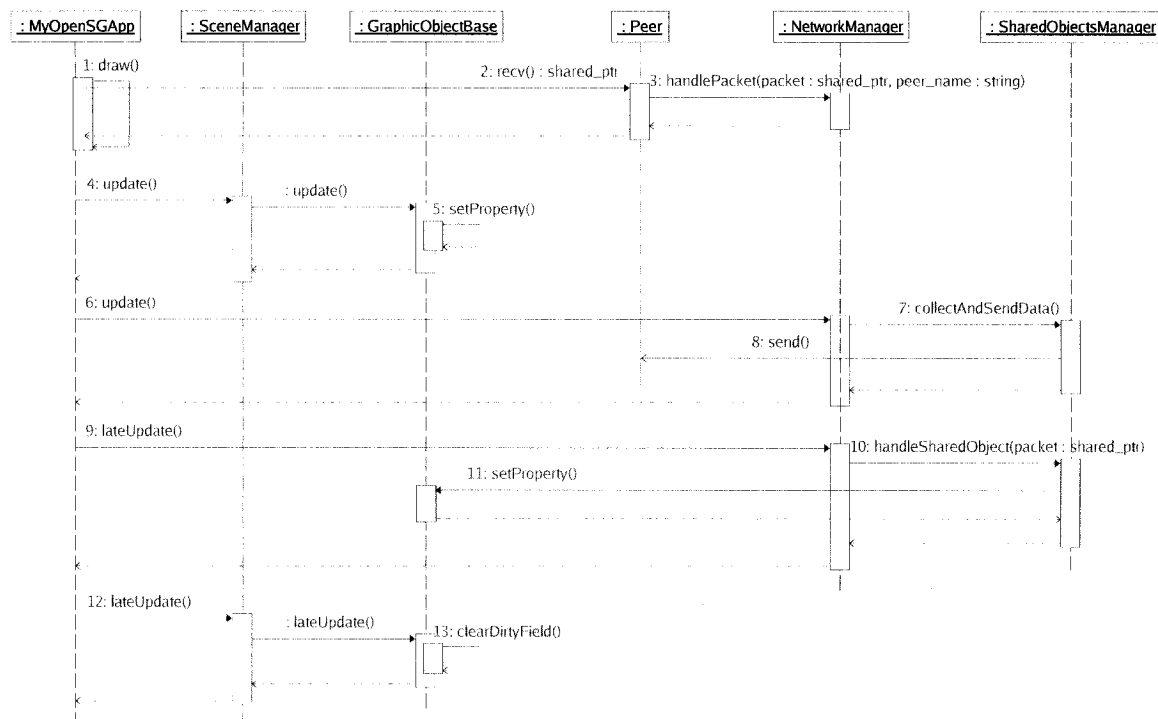 : MyOpenSGApp
: SceneManager
: GraphicObjectBase
: Peer
: NetworkManager
: SharedObjectsManager
1: draw()
2: recv() : shared_ptr
3: handlePacket(packet : shared_ptr, peer_name : string)
4: update()
: update()
5: setProperty()
6: update()
7: collectAndSendData()
8: send()
9: lateUpdate()
10: handleSharedObject(packet : shared_ptr)
11: setProperty()
12: lateUpdate()
: lateUpdate()
13: clearDirtyField()